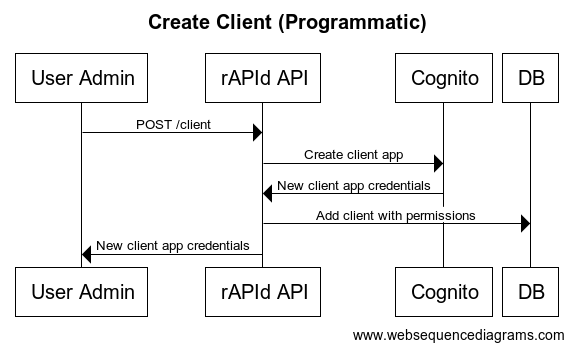 Create Client (Programmatic)
User Admin
rAPId API
Cognito
DB
POST /client
Create client app
New client app credentials
Add client with permissions
New client app credentials
User Admin
rAPId API
Cognito
DB
www.websequencediagrams.com